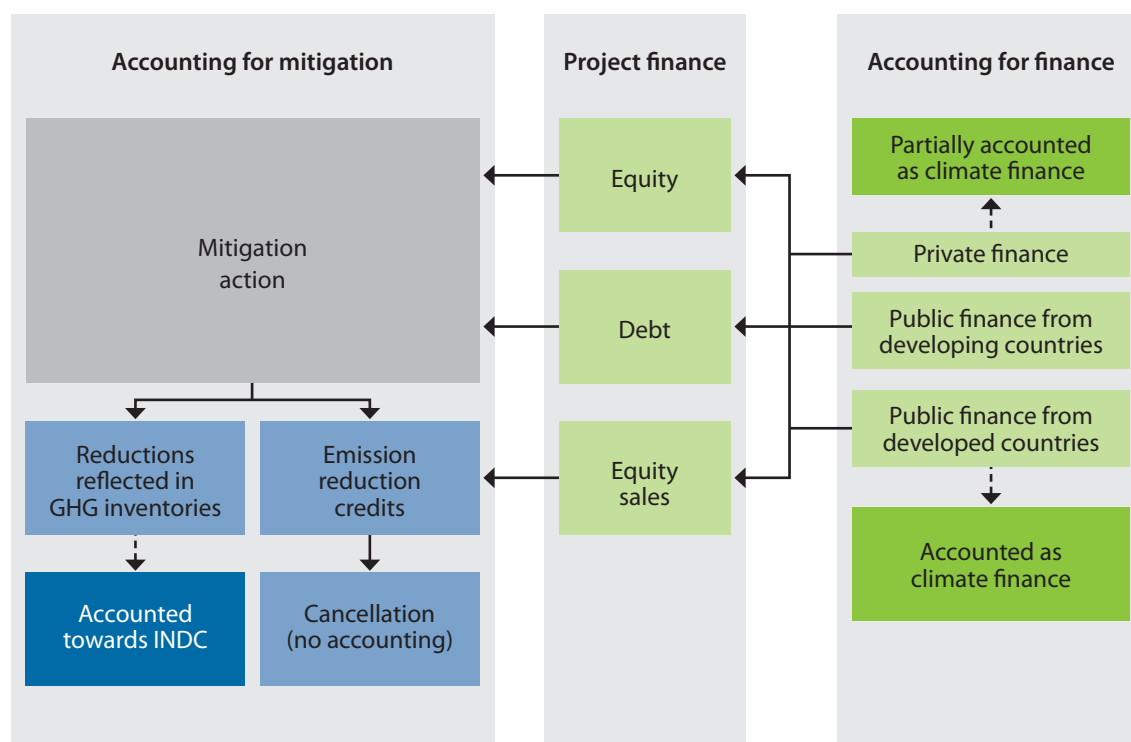 Accounting for mitigation
Mitigation
action
Reductions
reflected in
GHG inventories
Emission
reduction
credits
Accounted
towards INDC
Cancellation
(no accounting)
Project finance
Equity
Debt
Equity
sales
Accounting for finance
Partially accounted
as climate finance
Private finance
Public finance from
developing countries
Public finance from
developed countries
Accounted as
climate finance